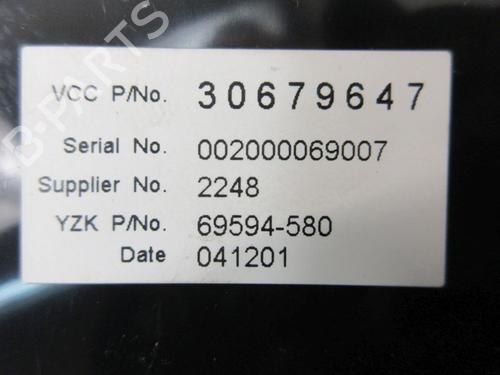 B-PARTS
VCC P/No. 30679647
Serial No. 002000069007
Supplier No. 2248
YZK P/No. 69594-580
Date 041201